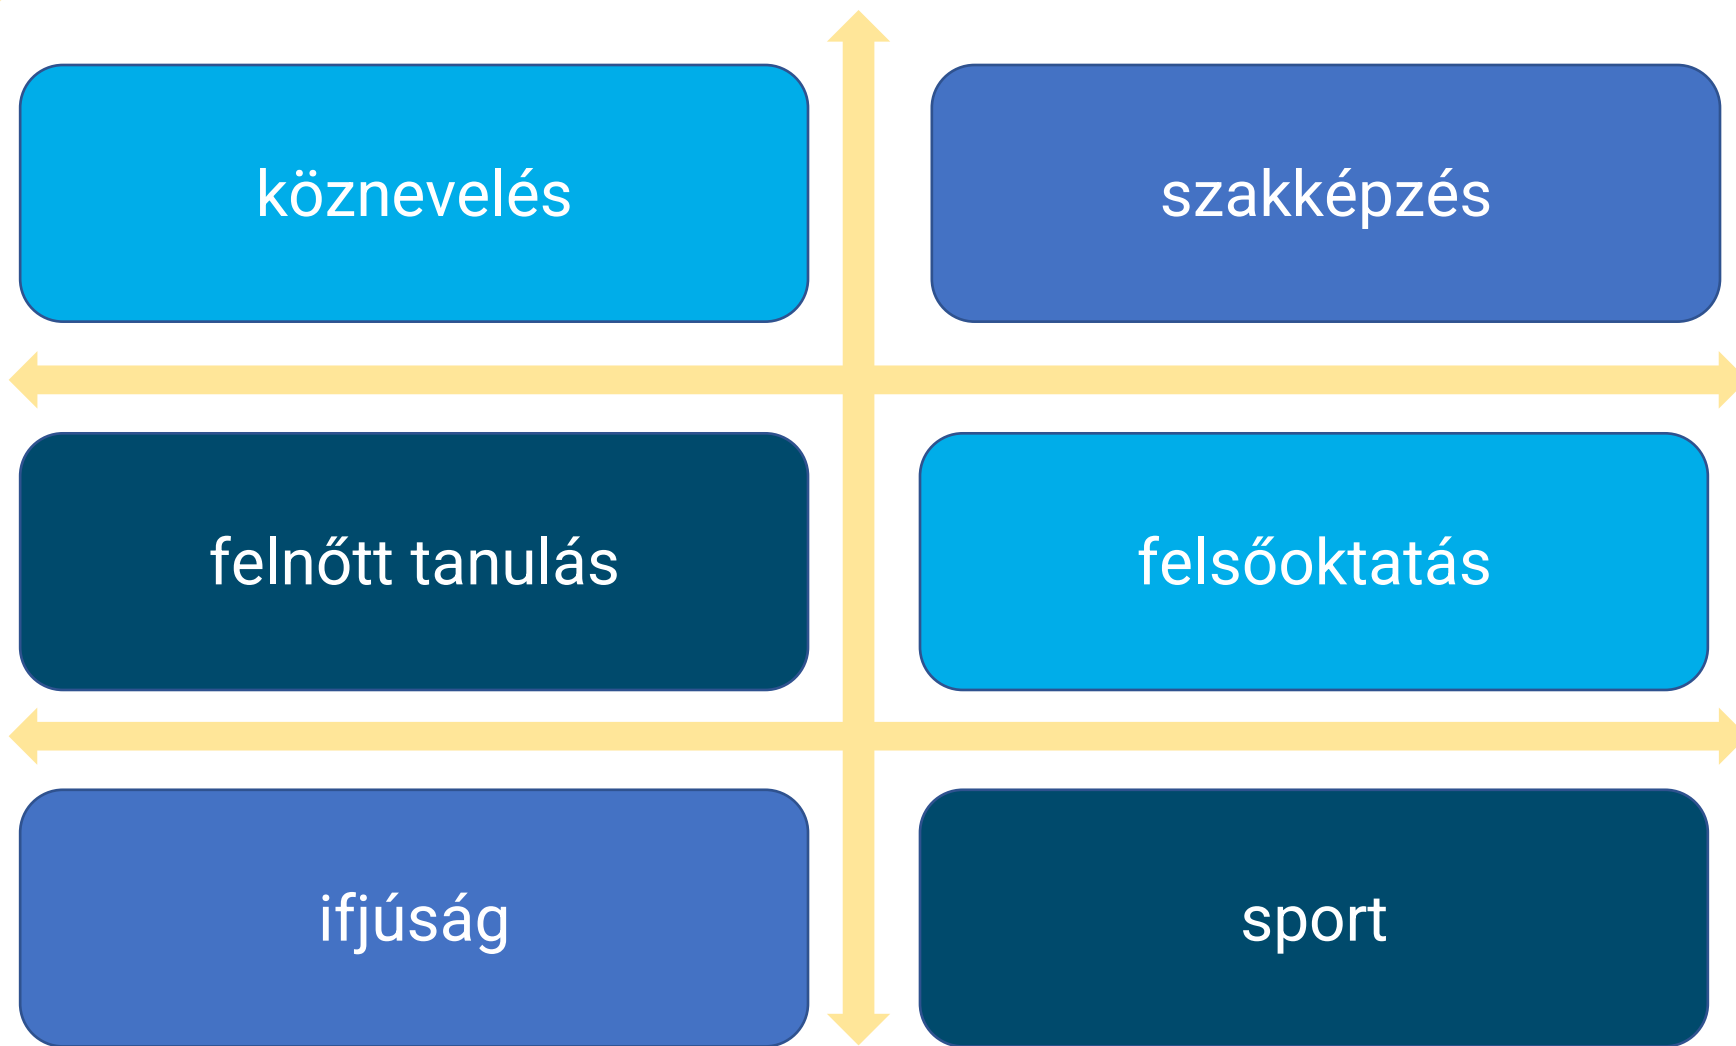 köznevelés
szakképzés
felnőtt tanulás
felsőoktatás
ifjúság
sport